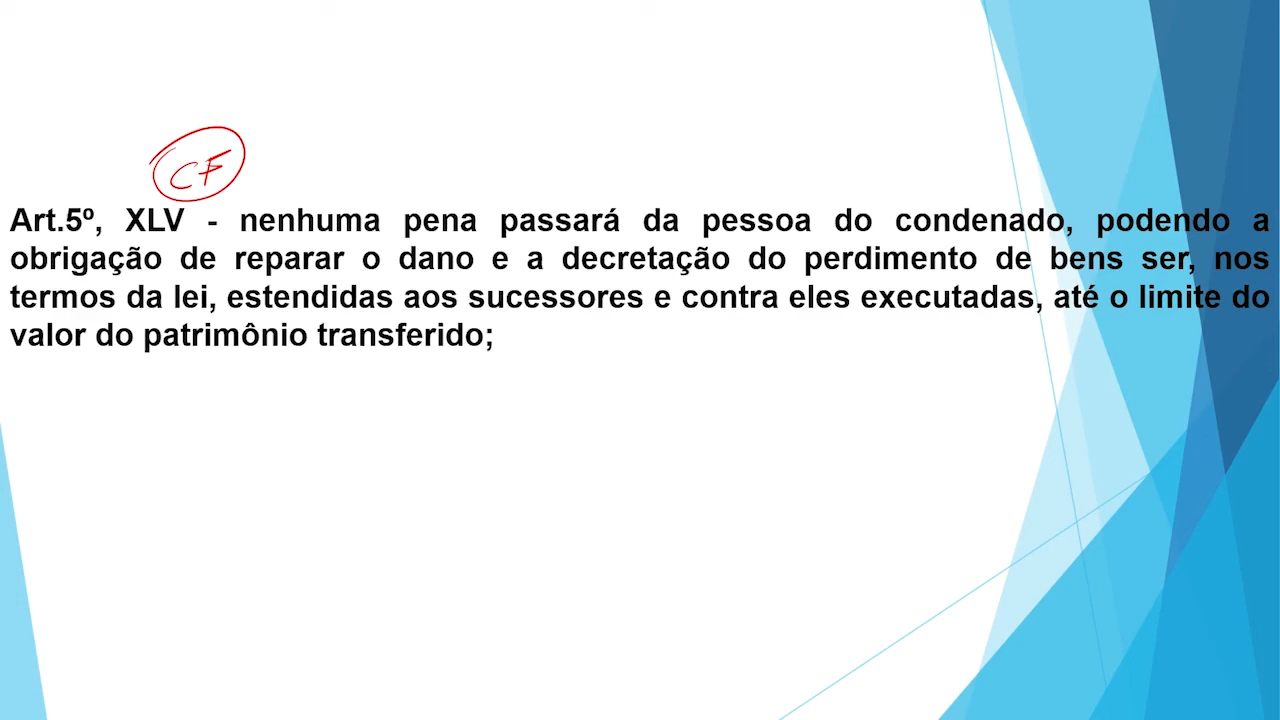 CF
Art.5º, XLV - nenhuma pena passará da pessoa do condenado, podendo a
obrigação de reparar o dano e a decretação do perdimento de bens ser, nos
termos da lei, estendidas aos sucessores e contra eles executadas, até o limite do
valor do patrimônio transferido;